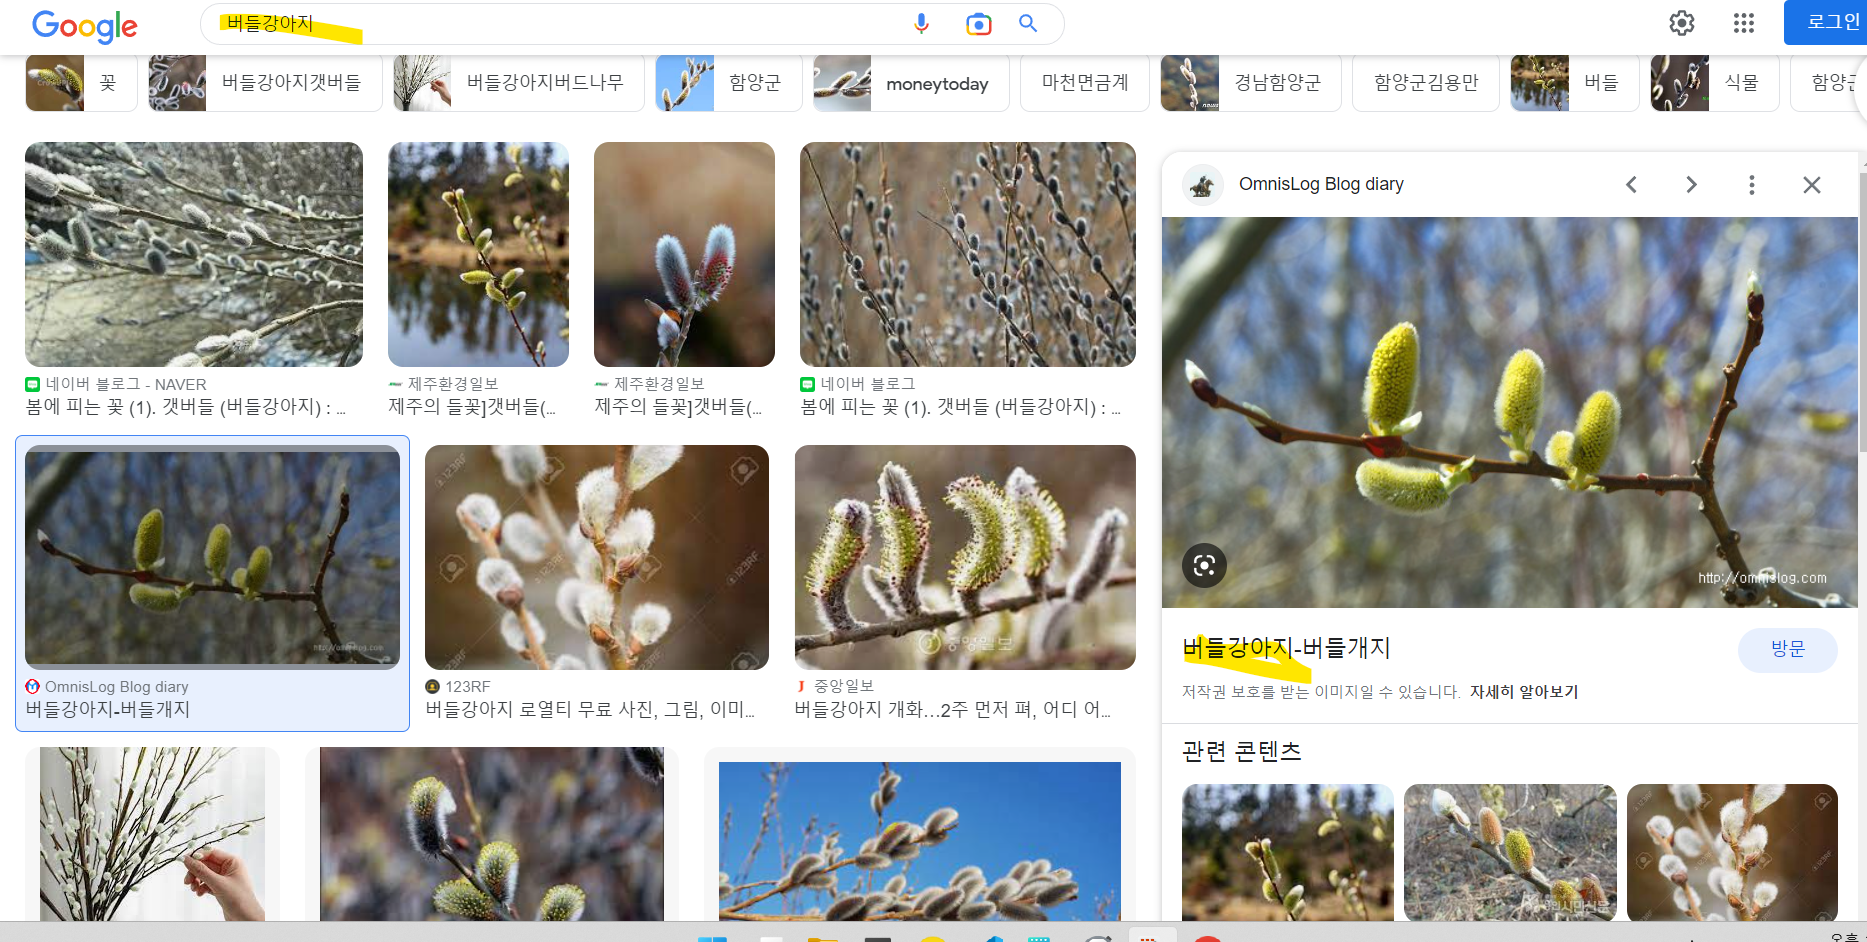 Google
버들강아지
로그인
꽃
버들강아지갯버들
버들강아지버드나무
함양군
moneytoday
마천면금계
경남함양군
함양군김용만
버들
식물
함양군
OmnisLog Blog diary
http://omnislog.com
네이버 블로그 - NAVER
봄에 피는 꽃 (1). 갯버들 (버들강아지) : ...
제주환경일보
제주의 들꽃]갯버들(...
제주환경일보
제주의 들꽃]갯버들(...
네이버 블로그
봄에 피는 꽃 (1). 갯버들 (버들강아지) : ...
http://omnislog.com
OmnisLog Blog diary
버들강아지-버들개지
123RF
버들강아지 로열티 무료 사진, 그림, 이미...
중앙일보
중앙일보
버들강아지 개화...2주 먼저 펴, 어디 어...
버들강아지-버들개지
방문
저작권 보호를 받는 이미지일 수 있습니다. 자세히 알아보기
관련 콘텐츠